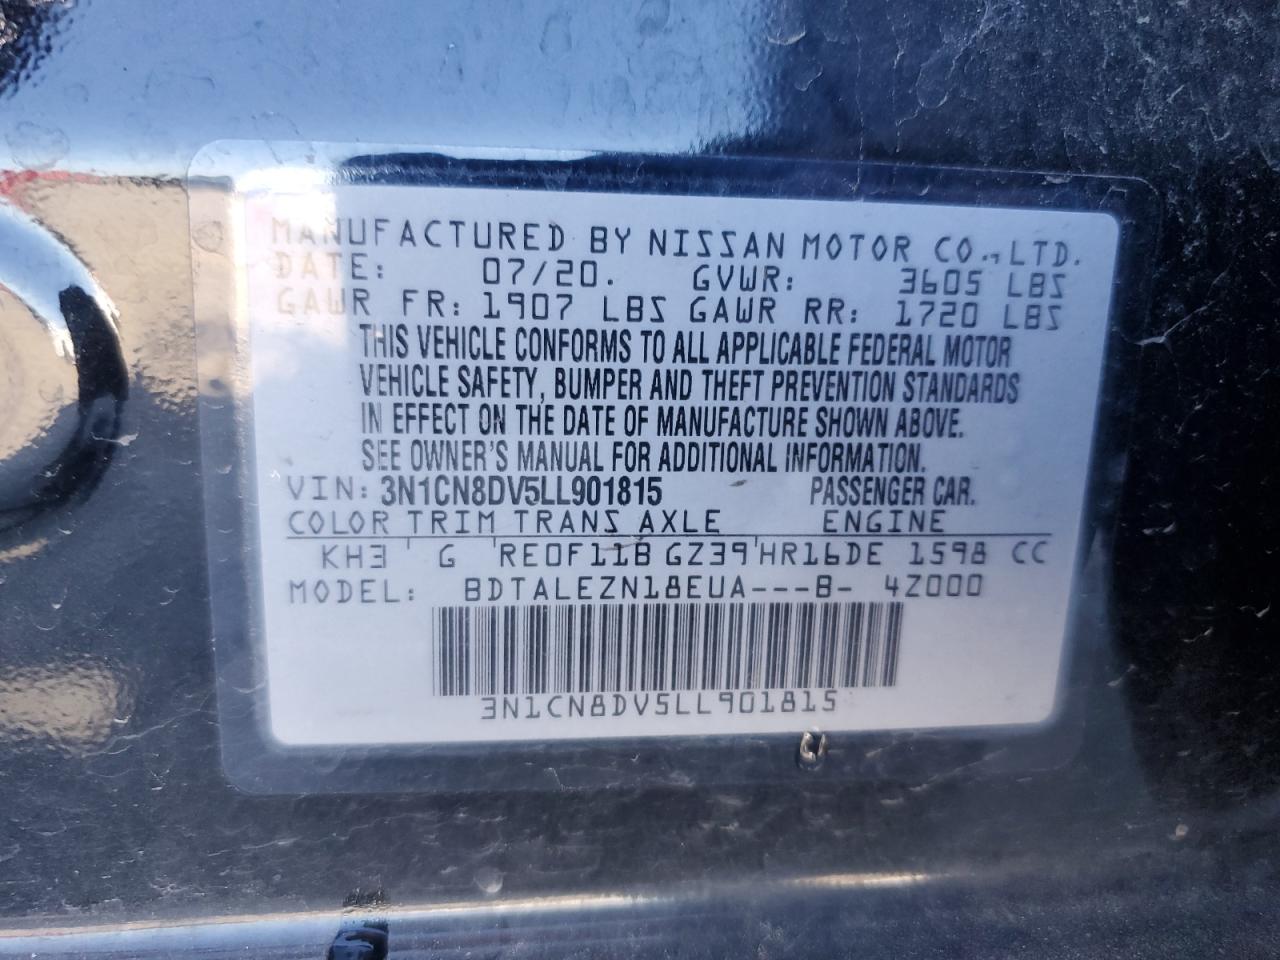 MANUFACTURED BY NISSAN MOTOR CO.,LTD.
DATE: 07/20. GVWR: 3605 LBS
GAWR FR: 1907 LBS GAWR RR: 1720 LBS
THIS VEHICLE CONFORMS TO ALL APPLICABLE FEDERAL MOTOR
VEHICLE SAFETY, BUMPER AND THEFT PREVENTION STANDARDS
IN EFFECT ON THE DATE OF MANUFACTURE SHOWN ABOVE.
SEE OWNER'S MANUAL FOR ADDITIONAL INFORMATION.
VIN: 3N1CN8DV5LL901815 PASSENGER CAR.
COLOR TRIM TRANS AXLE ENGINE
KH3 ' G 'RE0F11B GZ39'HR16DE 1598 CC
MODEL: BDTALEZN18EUA---B- 4Z000
3N1CN8DV5LL901815